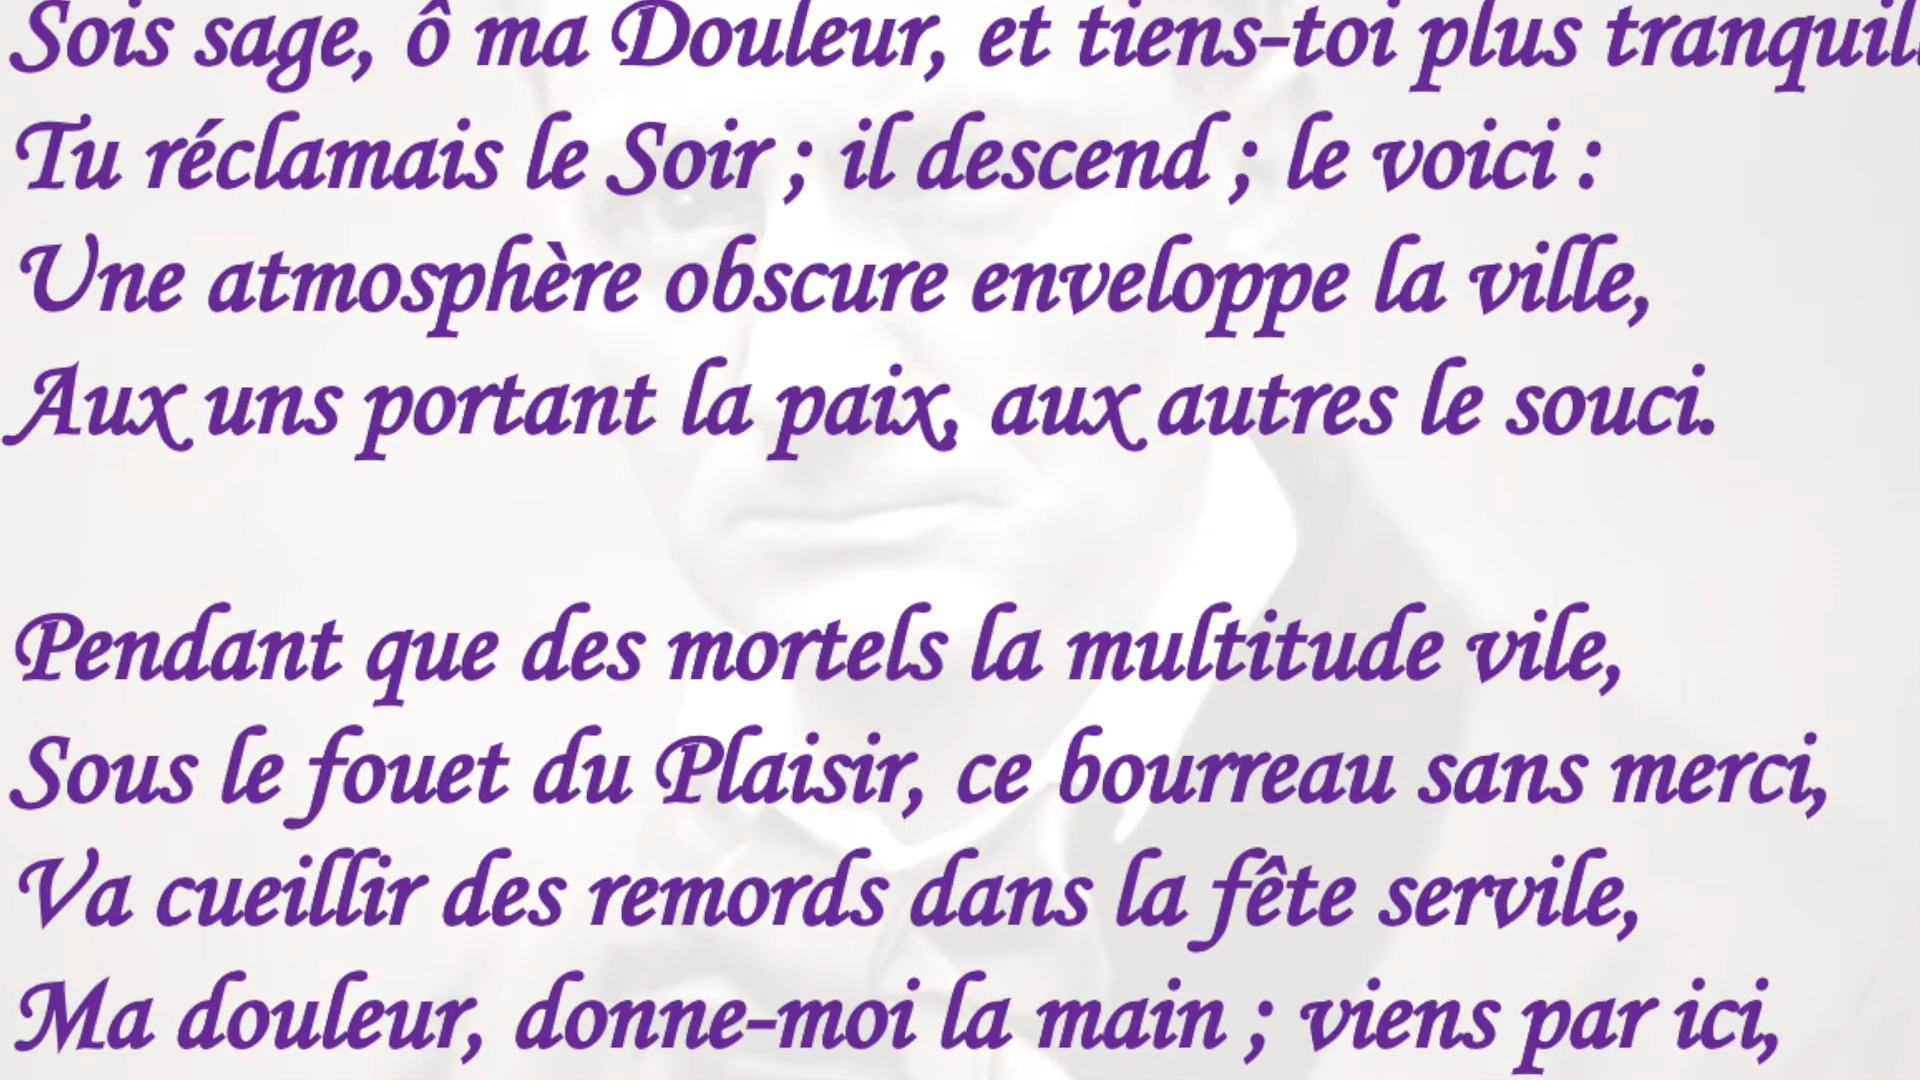 Sois sage, ô ma Douleur, et tiens-toi plus
Tu réclamais le Soir ; il descend ; le voici :
Une atmosphère obscure enveloppe la ville,
Aux uns portant la paix, aux autres le souci.
Pendant que des mortels la multitude vile,
Sous le fouet du Plaisir, ce bourreau sans merci,
Va cueillir des remords dans la fête servile,
Ma douleur, donne-moi la main ; viens par ici,